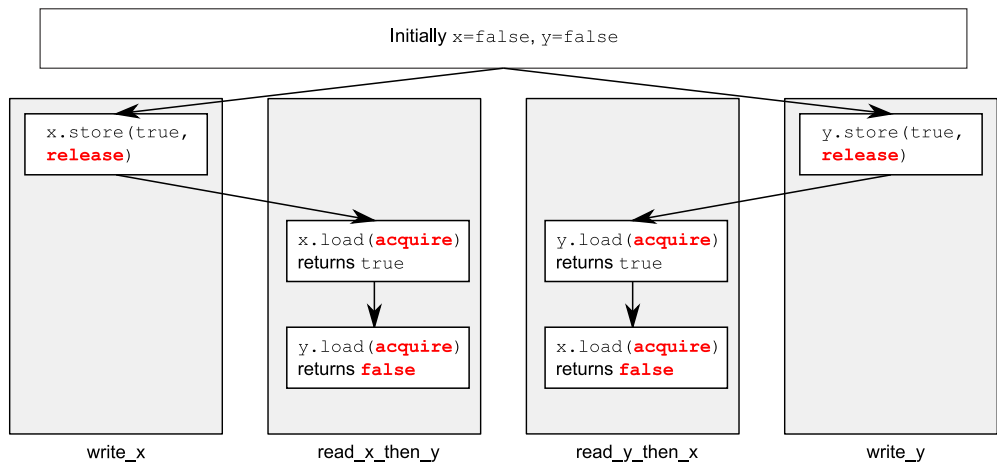 Initially x=false, y=false
x.store(true,
release)
y.store(true,
release)
x.load(acquire)
returns true
y.load(acquire)
returns true
y.load(acquire)
returns false
x.load(acquire)
returns false
write_x
read_x_then_y
read_y_then_x
write_y